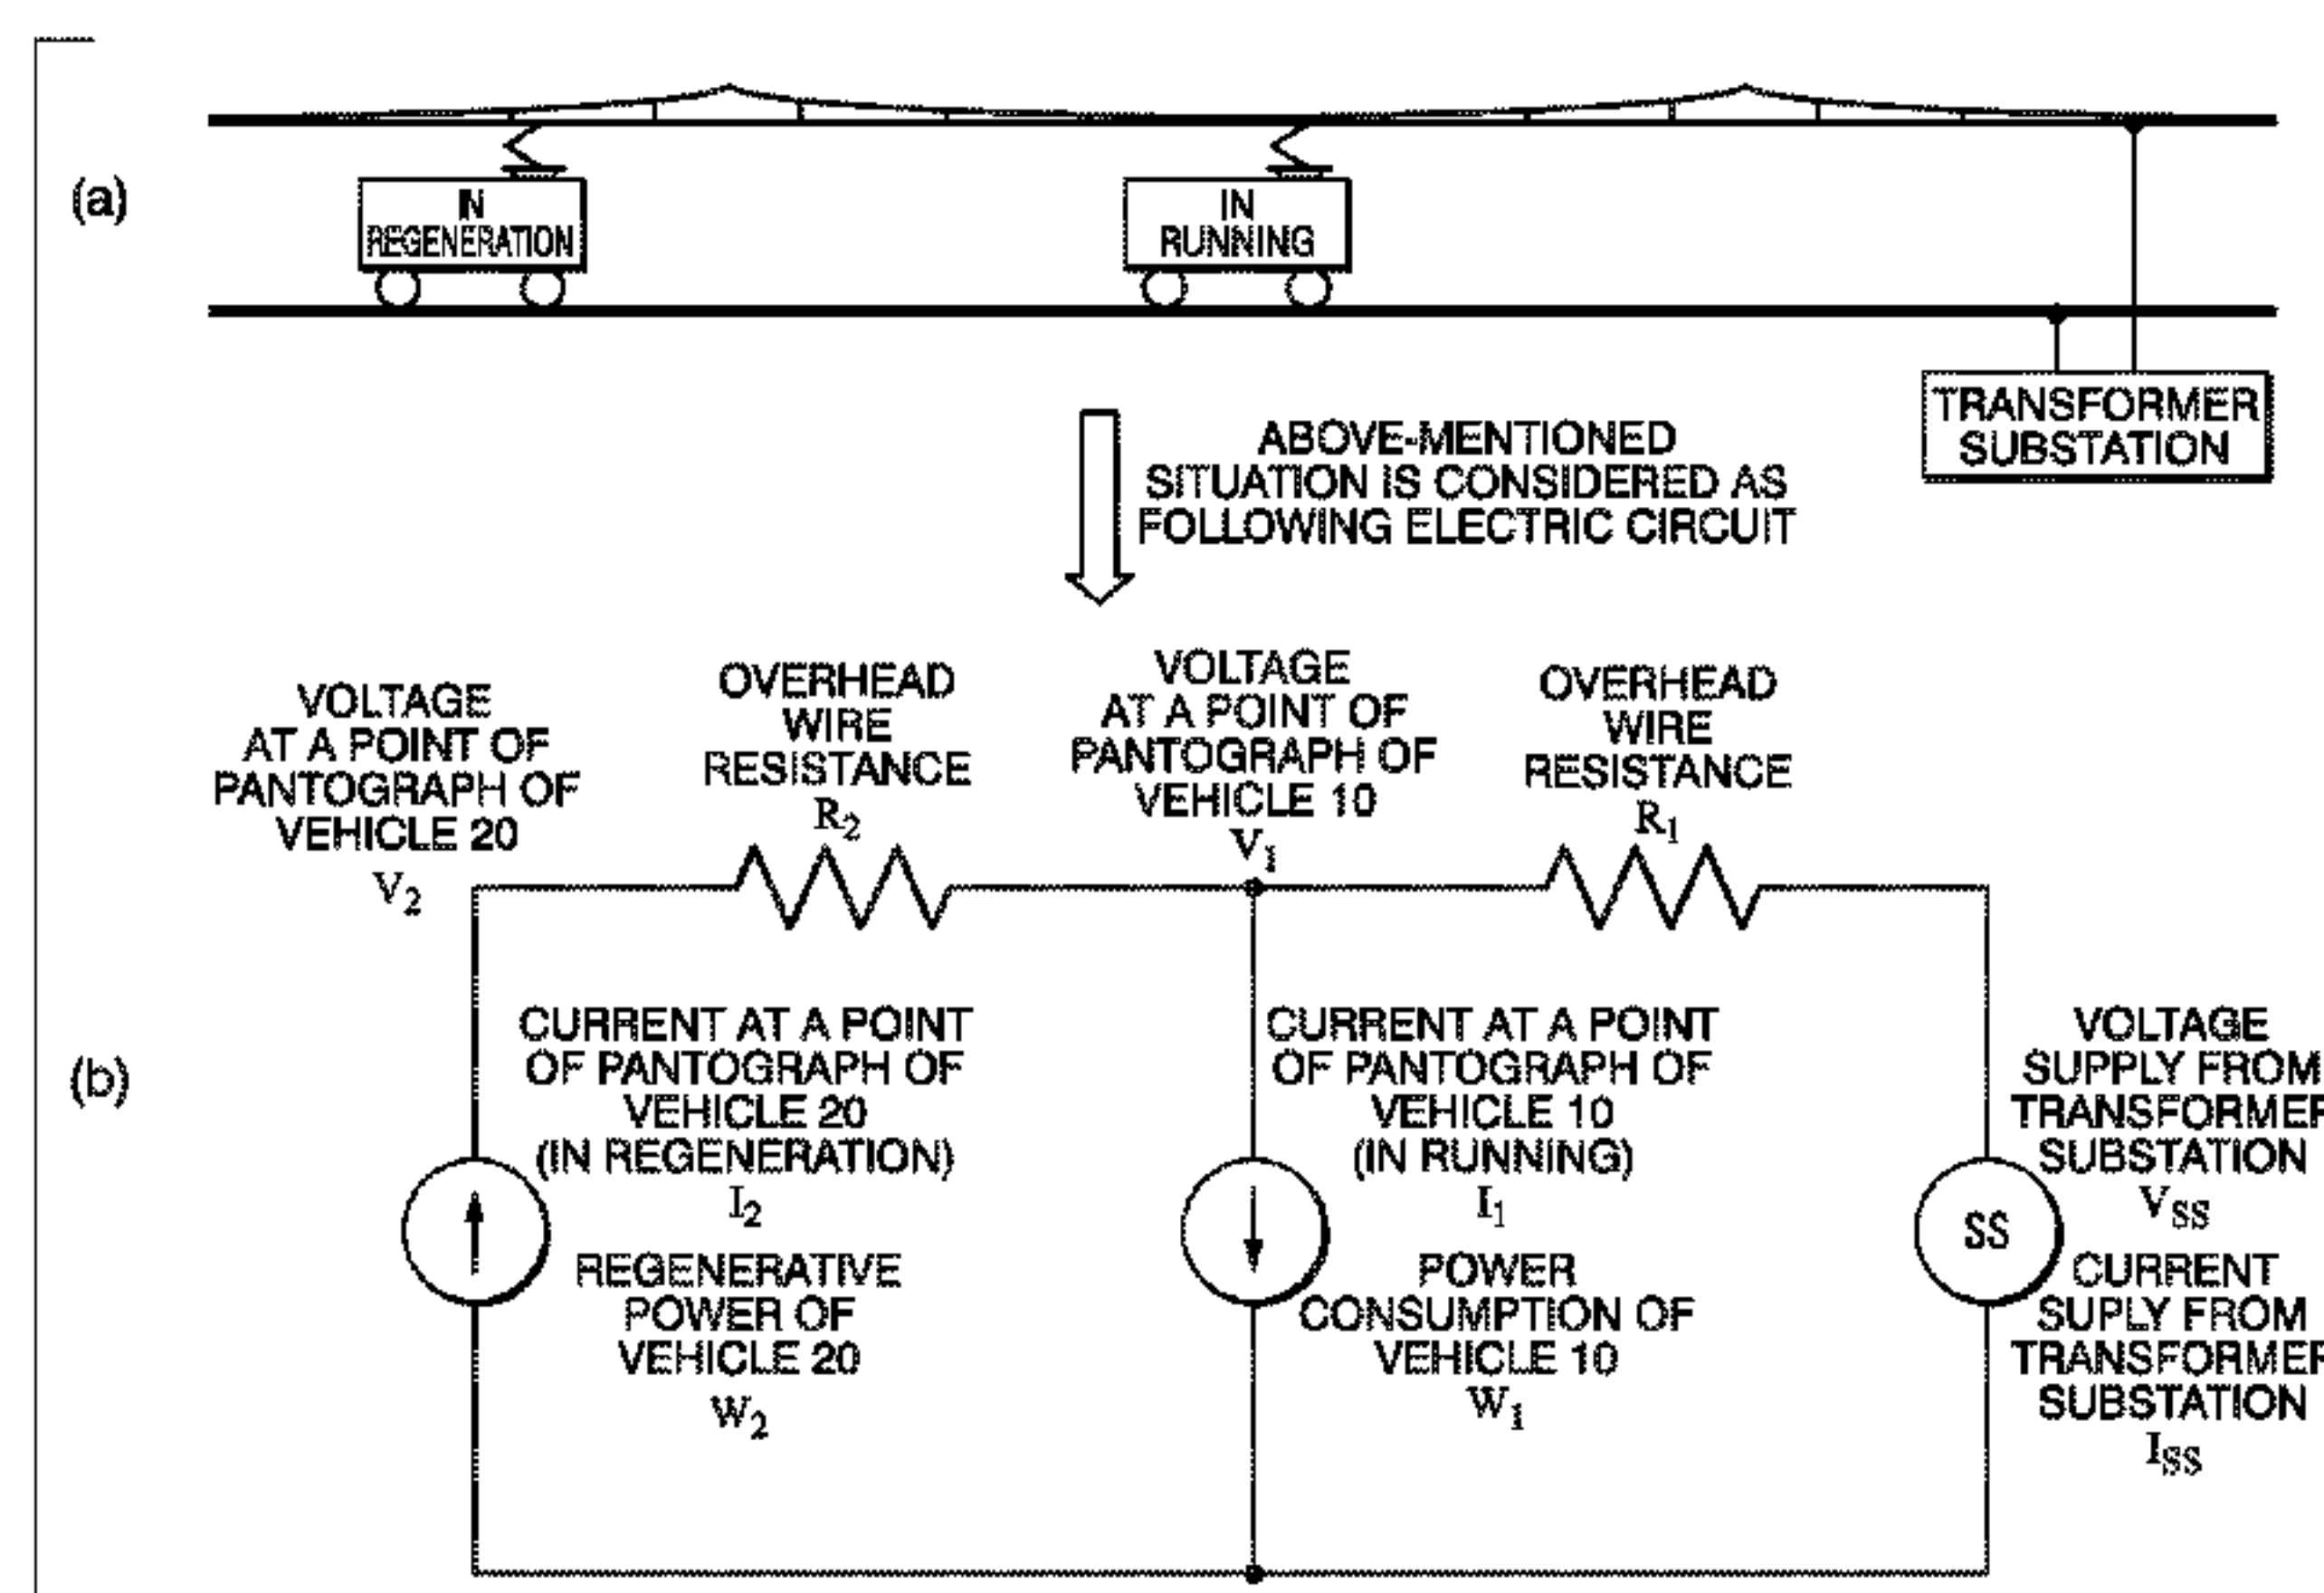 (a)
IN
REGENERATION
IN
RUNNING
TRANSFORMER
SUBSTATION
ABOVE-MENTIONED
SITUATION IS CONSIDERED AS
FOLLOWING ELECTRIC CIRCUIT
(b)
VOLTAGE
AT A POINT OF
PANTOGRAPH OF
VEHICLE 20
V2
OVERHEAD
WIRE
RESISTANCE
R2
VOLTAGE
AT A POINT OF
PANTOGRAPH OF
VEHICLE 10
V1
OVERHEAD
WIRE
RESISTANCE
R1
CURRENT AT A POINT
OF PANTOGRAPH OF
VEHICLE 20
(IN REGENERATION)
I2
REGENERATIVE
POWER OF
VEHICLE 20
W2
CURRENT AT A POINT
OF PANTOGRAPH OF
VEHICLE 10
(IN RUNNING)
I1
POWER
CONSUMPTION OF
VEHICLE 10
W1
SS
VOLTAGE
SUPPLY FROM
TRANSFORMER
SUBSTATION
VSS
CURRENT
SUPLY FROM
TRANSFORMER
SUBSTATION
ISS